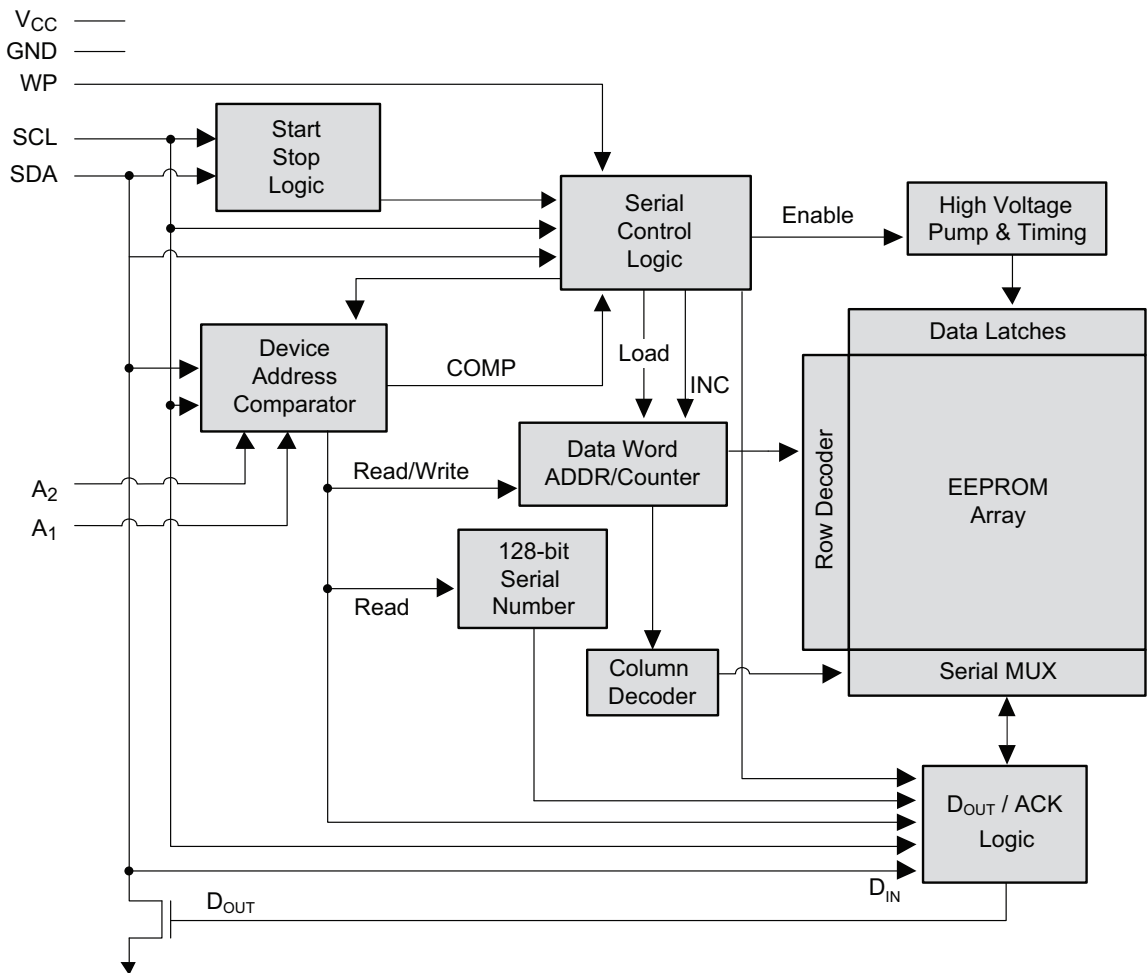 VCC
GND
WP
SCL
SDA
Start
Stop
Logic
Serial
Control
Logic
Enable
High Voltage
Pump & Timing
Data Latches
Device
Address
Comparator
COMP
Load
INC
Row Decoder
EEPROM
Array
Data Word
ADDR/Counter
Read/Write
A2
A1
128-bit
Serial
Number
Read
Column
Decoder
Serial MUX
DOUT / ACK
Logic
DIN
DOUT